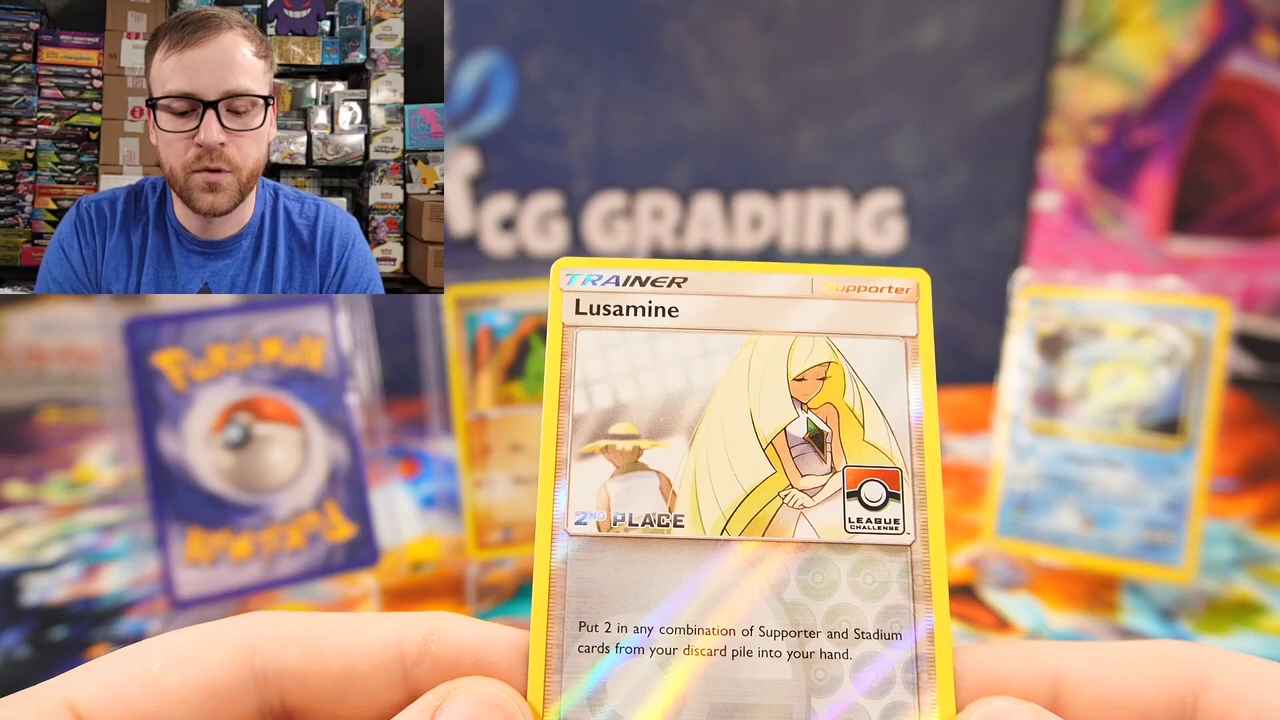 CG GRADING
TRAINER
Supporter
Lusamine
2ND PLACE
LEAGUE
CHALLENGE
Put 2 in any combination of Supporter and Stadium
cards from your discard pile into your hand.
POKéMON